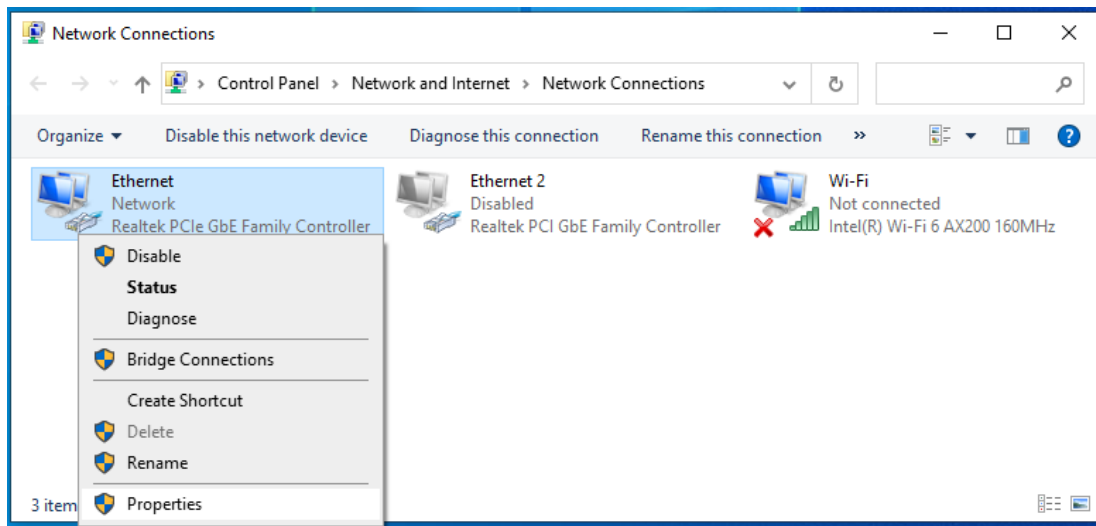 Network Connections
Control Panel > Network and Internet > Network Connections
Organize Disable this network device Diagnose this connection Rename this connection »
Ethernet
Network
Realtek PCIe GbE Family Controller
Ethernet 2
Disabled
Realtek PCI GbE Family Controller
Wi-Fi
Not connected
Intel(R) Wi-Fi 6 AX200 160MHz
Disable
Status
Diagnose
Bridge Connections
Create Shortcut
Delete
Rename
Properties
3 item